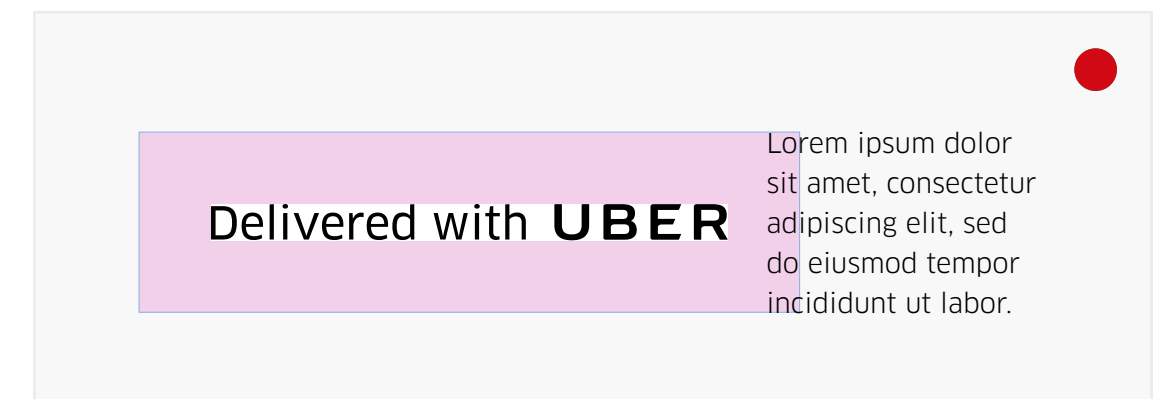 Delivered with UBER
Lorem ipsum dolor
sit amet, consectetur
adipiscing elit, sed
do eiusmod tempor
incididunt ut labor.